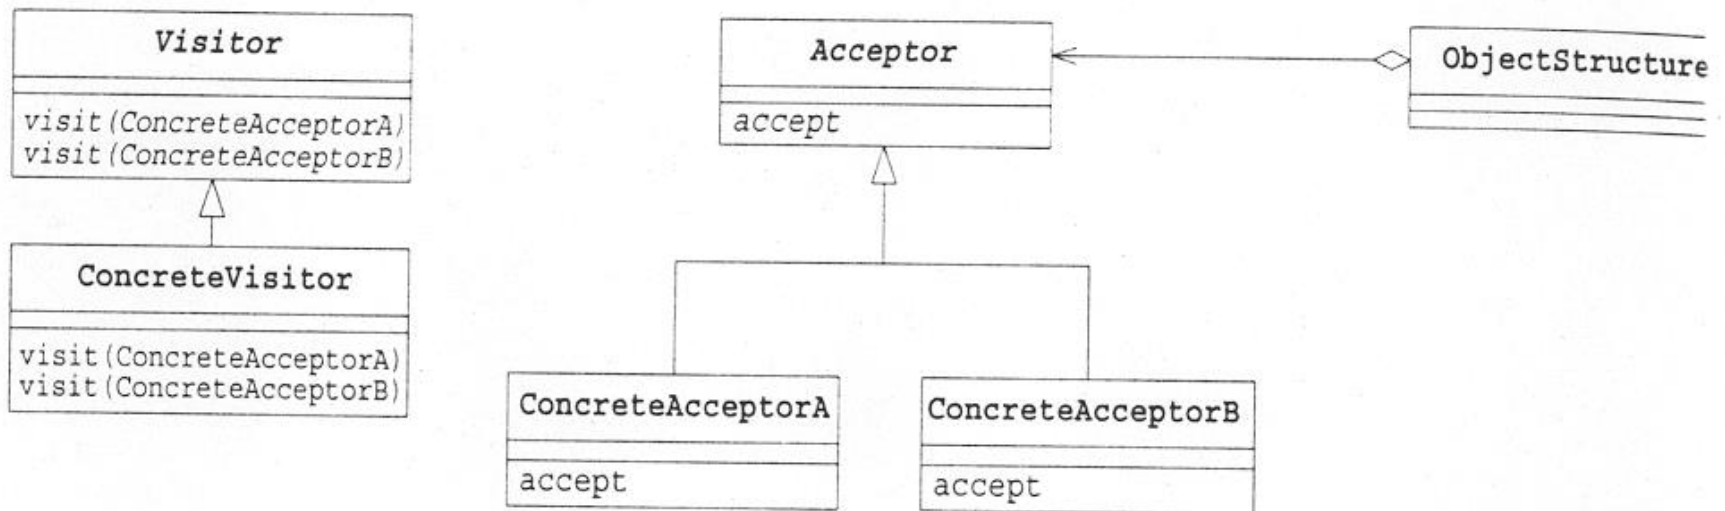 Visitor
visit(ConcreteAcceptorA)
visit(ConcreteAcceptorB)
ConcreteVisitor
visit(ConcreteAcceptorA)
visit(ConcreteAcceptorB)
Acceptor
accept
ObjectStructure
ConcreteAcceptorA
accept
ConcreteAcceptorB
accept